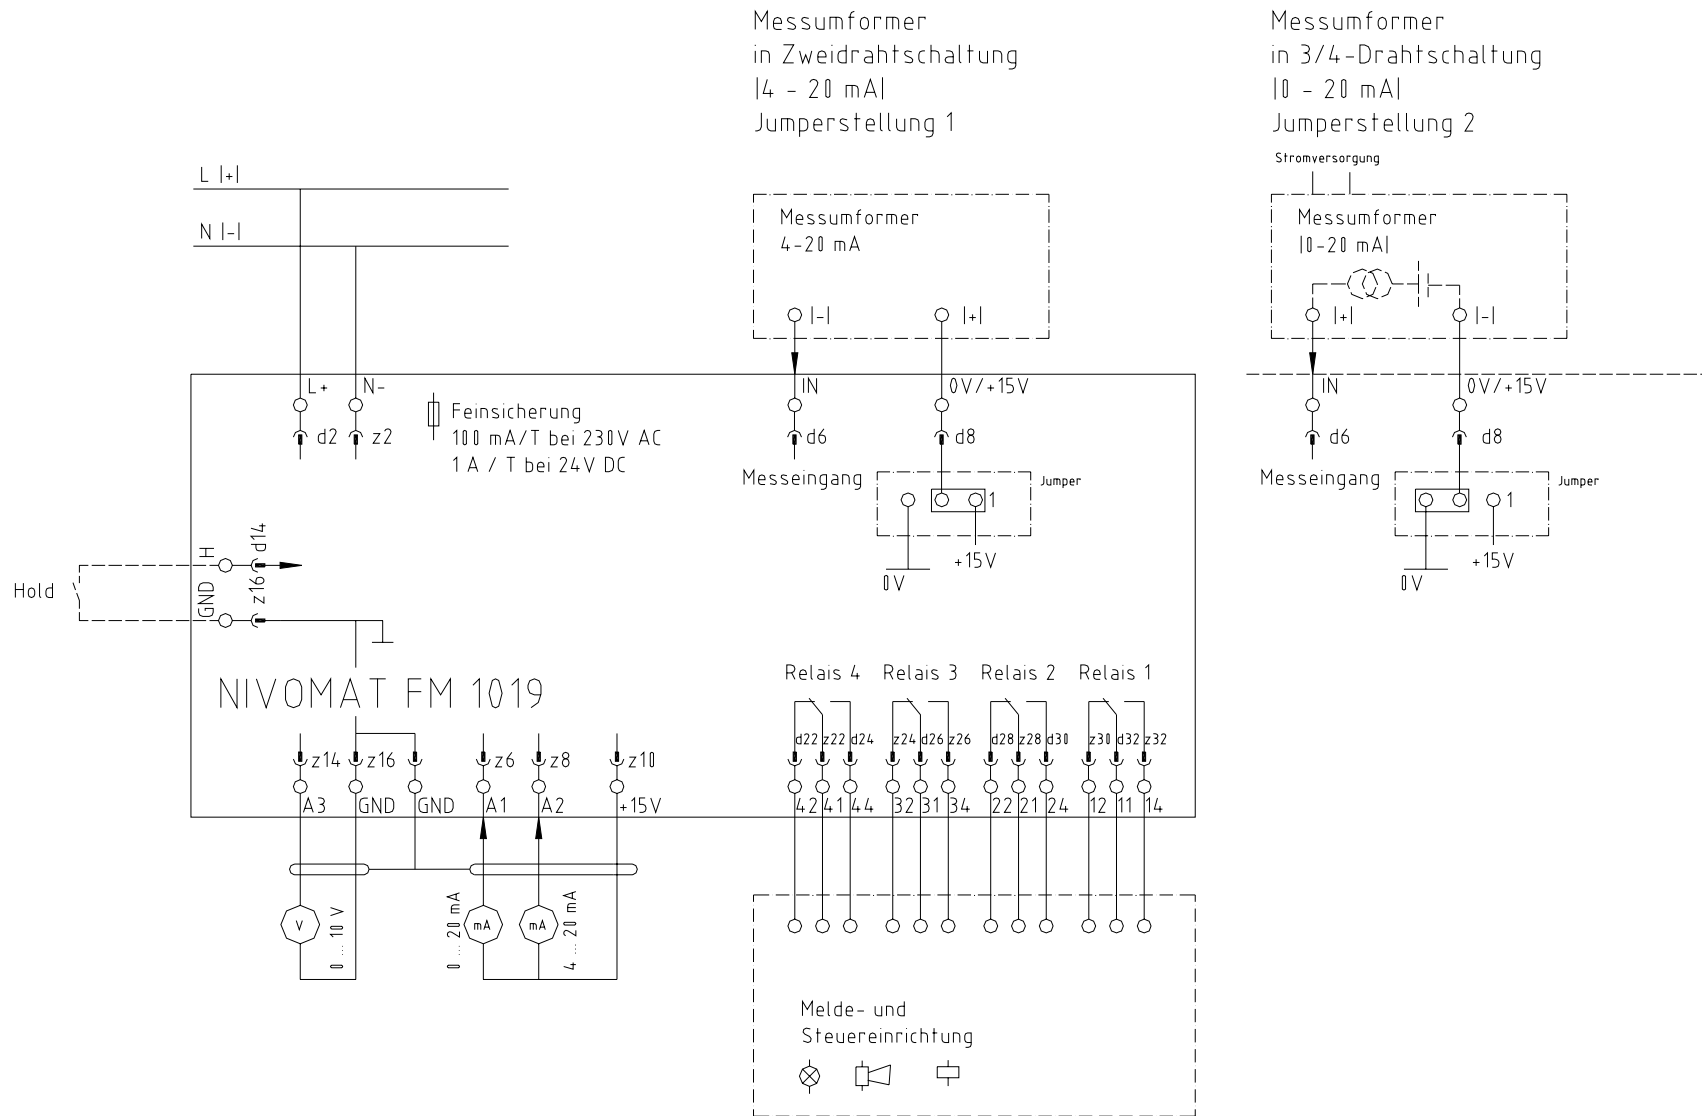 Messumformer
in Zweidrahtschaltung
|4 - 20 mA|
Jumperstellung 1
Messumformer
in 3/4-Drahtschaltung
|0 - 20 mA|
Jumperstellung 2
Stromversorgung
L |+|
N |-|
Messumformer
4-20 mA
|-| |+|
Messumformer
|0-20 mA|
|+| |-|
L+ N-
d2 z2
Feinsicherung
100 mA/T bei 230V AC
1 A / T bei 24V DC
IN 0V/+15V
d6 d8
Messeingang
Jumper
1
+15V
0V
IN 0V/+15V
d6 d8
Messeingang
Jumper
1
+15V
0V
Hold
H d14
GND z16
NIVOMAT FM 1019
Relais 4 Relais 3 Relais 2 Relais 1
d22 z22 d24 z24 d26 z26 d28 z28 d30 z30 d32 z32
z14 z16 z6 z8 z10
A3 GND GND A1 A2 +15V
42 41 44 32 31 34 22 21 24 12 11 14
V
0 ... 10 V
0 ... 20 mA
mA
mA
4 ... 20 mA
Melde- und
Steuereinrichtung